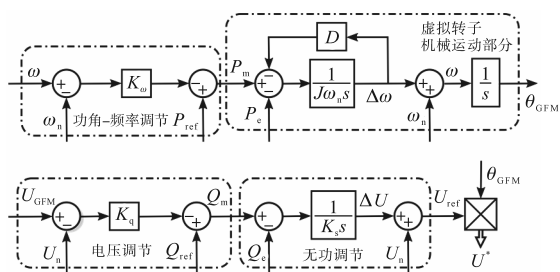 D
虚拟转子
机械运动部分
ω
K_ω
P_m
1/(Jω_n s)
Δω
ω
1/s
θ_GFM
ω_n
功角-频率调节
P_ref
P_e
ω_n
U_GFM
K_q
Q_m
1/(K_s s)
ΔU
U_ref
θ_GFM
U_n
电压调节
Q_ref
Q_e
无功调节
U_n
U*